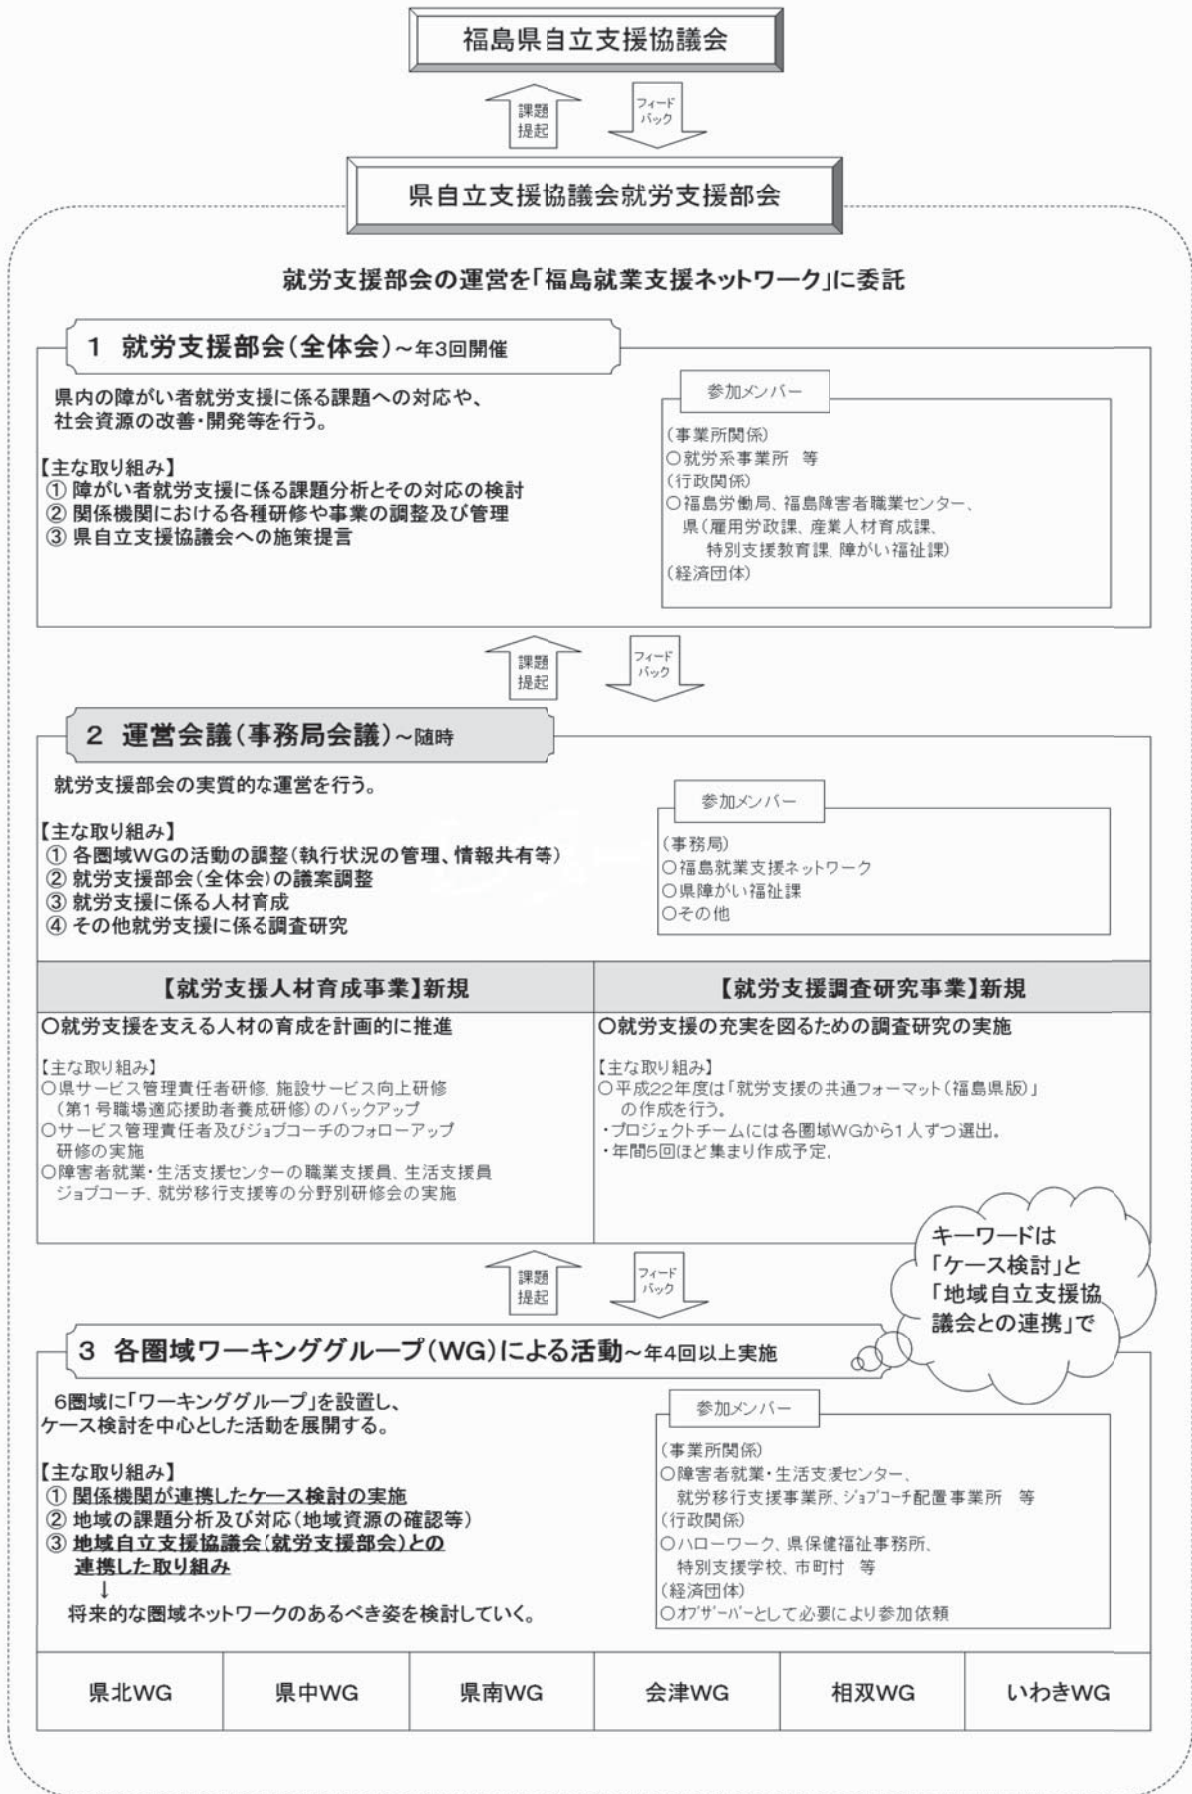 福島県自立支援協議会
課題
提起
フィード
バック
県自立支援協議会就労支援部会
就労支援部会の運営を「福島就業支援ネットワーク」に委託
1 就労支援部会(全体会)～年3回開催
県内の障がい者就労支援に係る課題への対応や、
社会資源の改善・開発等を行う。
【主な取り組み】
① 障がい者就労支援に係る課題分析とその対応の検討
② 関係機関における各種研修や事業の調整及び管理
③ 県自立支援協議会への施策提言
参加メンバー
(事業所関係)
○就労系事業所 等
(行政関係)
○福島労働局、福島障害者職業センター、
県(雇用労政課、産業人材育成課、
特別支援教育課、障がい福祉課)
(経済団体)
課題
提起
フィード
バック
2 運営会議(事務局会議)～随時
就労支援部会の実質的な運営を行う。
【主な取り組み】
① 各圏域WGの活動の調整(執行状況の管理、情報共有等)
② 就労支援部会(全体会)の議案調整
③ 就労支援に係る人材育成
④ その他就労支援に係る調査研究
参加メンバー
(事務局)
○福島就業支援ネットワーク
○県障がい福祉課
○その他
【就労支援人材育成事業】新規
○就労支援を支える人材の育成を計画的に推進
【主な取り組み】
○県サービス管理責任者研修、施設サービス向上研修
(第1号職場適応援助者養成研修)のバックアップ
○サービス管理責任者及びジョブコーチのフォローアップ
研修の実施
○障害者就業・生活支援センターの職業支援員、生活支援員
ジョブコーチ、就労移行支援等の分野別研修会の実施
【就労支援調査研究事業】新規
○就労支援の充実を図るための調査研究の実施
【主な取り組み】
○平成22年度は「就労支援の共通フォーマット(福島県版)」
の作成を行う。
・プロジェクトチームには各圏域WGから1人ずつ選出。
・年間5回ほど集まり作成予定。
課題
提起
フィード
バック
キーワードは
「ケース検討」と
「地域自立支援協
議会との連携」で
3 各圏域ワーキンググループ(WG)による活動～年4回以上実施
6圏域に「ワーキンググループ」を設置し、
ケース検討を中心とした活動を展開する。
【主な取り組み】
① 関係機関が連携したケース検討の実施
② 地域の課題分析及び対応(地域資源の確認等)
③ 地域自立支援協議会(就労支援部会)との
連携した取り組み
↓
将来的な圏域ネットワークのあるべき姿を検討していく。
参加メンバー
(事業所関係)
○障害者就業・生活支援センター、
就労移行支援事業所、ジョブコーチ配置事業所 等
(行政関係)
○ハローワーク、県保健福祉事務所、
特別支援学校、市町村 等
(経済団体)
○オブザーバーとして必要により参加依頼
県北WG
県中WG
県南WG
会津WG
相双WG
いわきWG